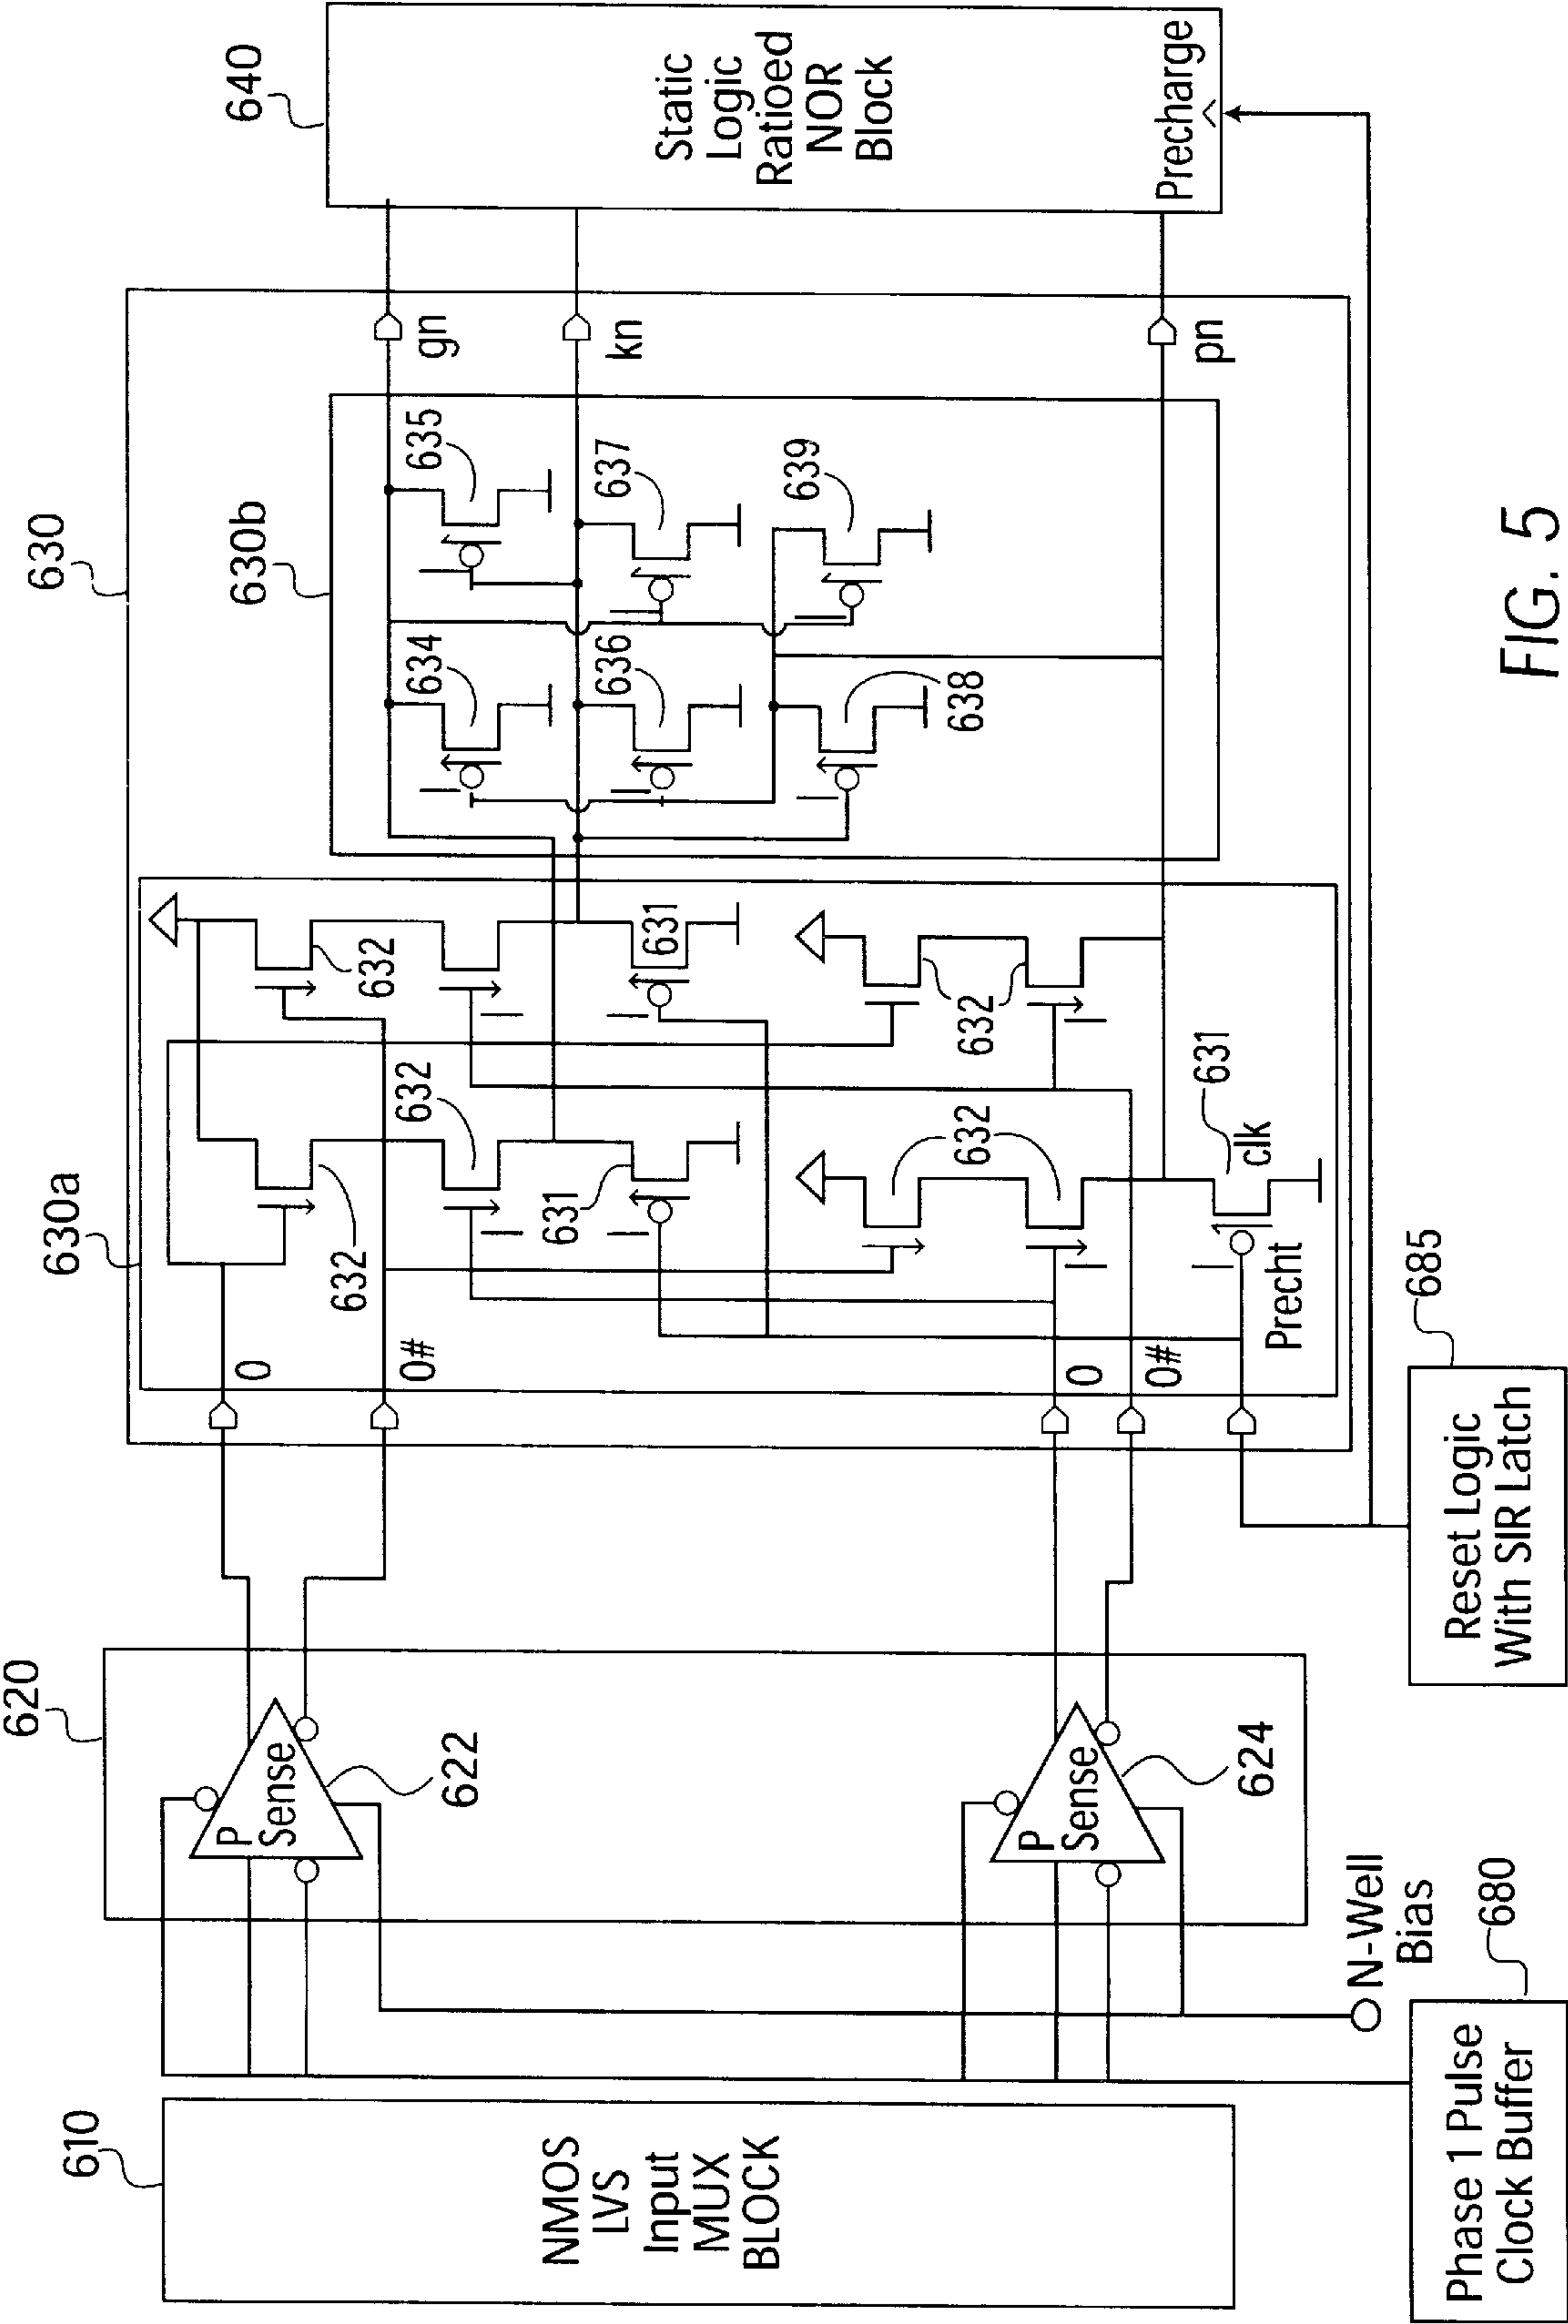 610
NMOS
LVS
Input
MUX
BLOCK
620
P
Sense
622
P
Sense
624
N-Well
Bias
680
Phase 1 Pulse
Clock Buffer
685
Reset Logic
With SIR Latch
630
630a
0
0#
0
0#
632
632
632
631
631
632
632
Precht
631
clk
630b
634
635
636
637
638
639
gn
kn
pn
640
Static
Logic
Ratioed
NOR
Block
Precharge
FIG. 5